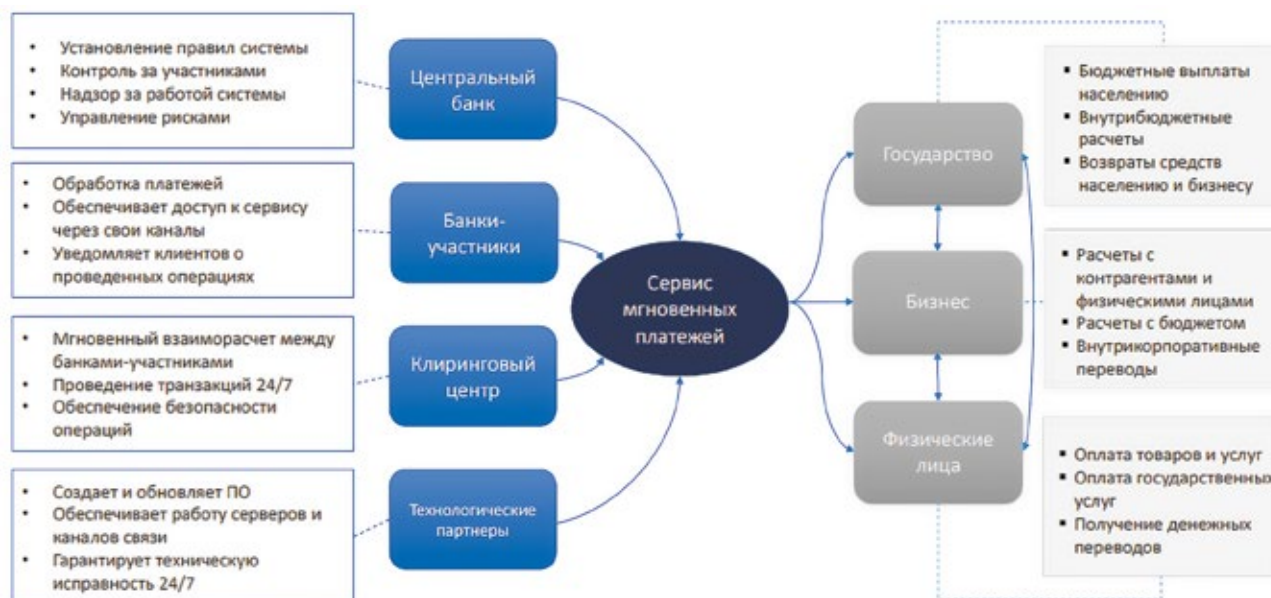 Установление правил системы
Контроль за участниками
Надзор за работой системы
Управление рисками
Центральный
банк
Обработка платежей
Обеспечивает доступ к сервису
через свои каналы
Уведомляет клиентов о
проведенных операциях
Банки-
участники
Мгновенный взаиморасчет между
банками-участниками
Проведение транзакций 24/7
Обеспечение безопасности
операций
Клиринговый
центр
Создает и обновляет ПО
Обеспечивает работу серверов и
каналов связи
Гарантирует техническую
исправность 24/7
Технологические
партнеры
Сервис
мгновенных
платежей
Государство
Бюджетные выплаты
населению
Внутрибюджетные
расчеты
Возвраты средств
населению и бизнесу
Бизнес
Расчеты с
контрагентами и
физическими лицами
Расчеты с бюджетом
Внутрикорпоративные
переводы
Физические
лица
Оплата товаров и услуг
Оплата государственных
услуг
Получение денежных
переводов